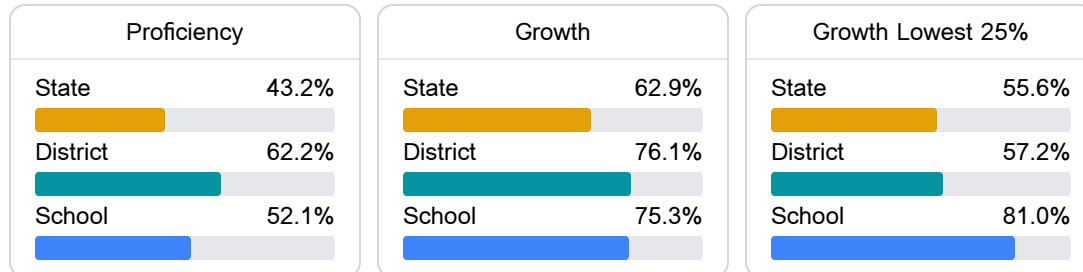 Proficiency
State 43.2%
District 62.2%
School 52.1%
Growth
State 62.9%
District 76.1%
School 75.3%
Growth Lowest 25%
State 55.6%
District 57.2%
School 81.0%